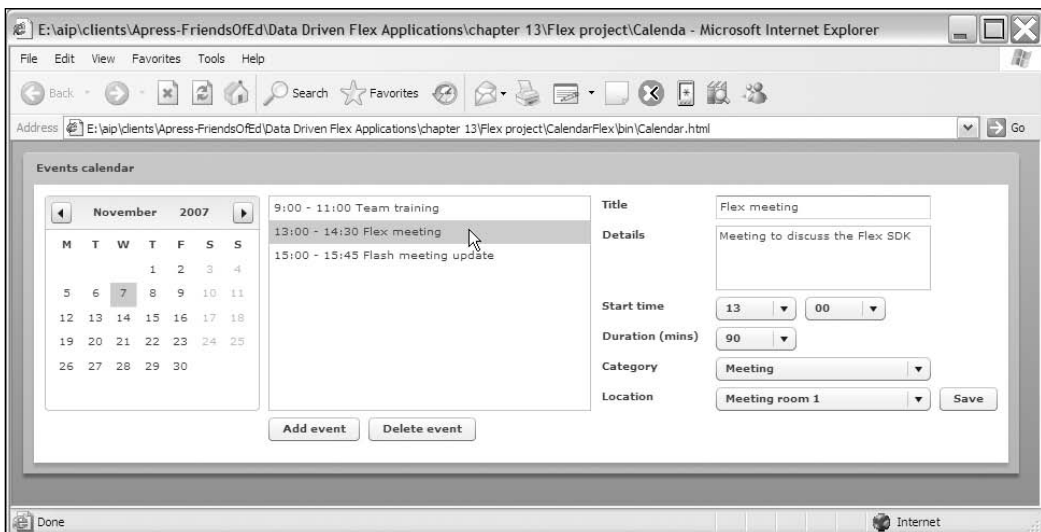 E:\aip\clients\Apress-FriendsOfEd\Data Driven Flex Applications\chapter 13\Flex project\Calenda - Microsoft Internet Explorer
File Edit View Favorites Tools Help
Back Search Favorites
Address E:\aip\clients\Apress-FriendsOfEd\Data Driven Flex Applications\chapter 13\Flex project\CalendarFlex\bin\Calendar.html Go
Events calendar
November 2007
M T W T F S S
1 2 3 4
5 6 7 8 9 10 11
12 13 14 15 16 17 18
19 20 21 22 23 24 25
26 27 28 29 30
9:00 - 11:00 Team training
13:00 - 14:30 Flex meeting
15:00 - 15:45 Flash meeting update
Add event Delete event
Title Flex meeting
Details Meeting to discuss the Flex SDK
Start time 13 00
Duration (mins) 90
Category Meeting
Location Meeting room 1 Save
Done Internet